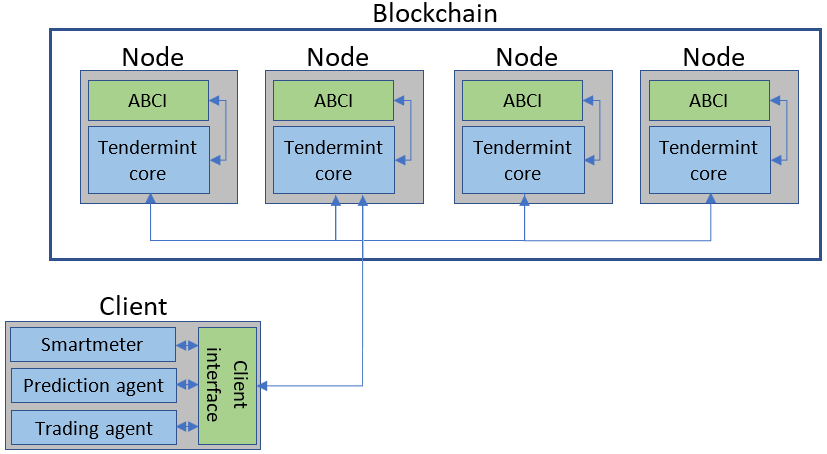 Blockchain
Node
Node
Node
Node
ABCI
ABCI
ABCI
ABCI
Tendermint
core
Tendermint
core
Tendermint
core
Tendermint
core
Client
Smartmeter
Prediction agent
Trading agent
Client
interface